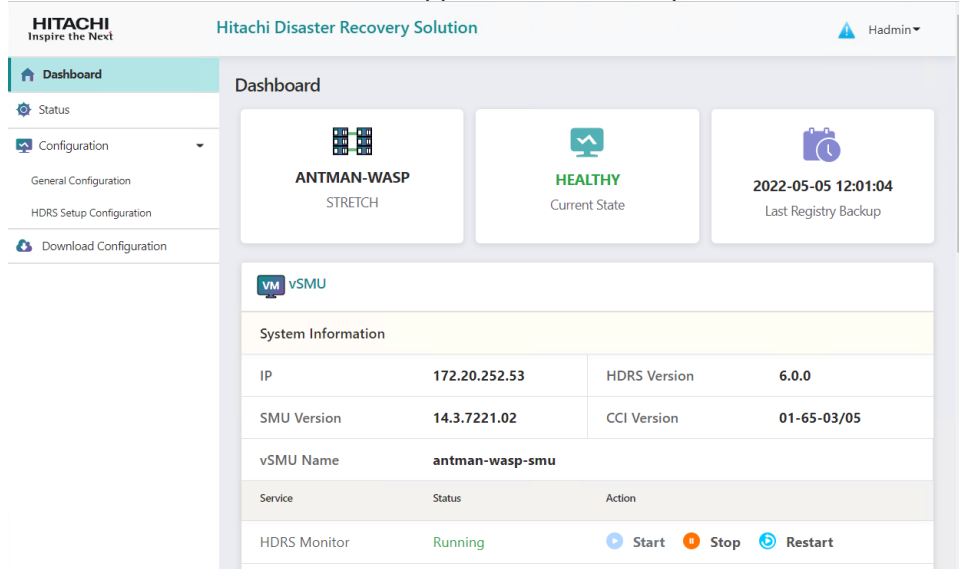 HITACHI
Inspire the Next
Hitachi Disaster Recovery Solution
Hadmin
Dashboard
Status
Configuration
General Configuration
HDRS Setup Configuration
Download Configuration
Dashboard
ANTMAN-WASP
STRETCH
HEALTHY
Current State
2022-05-05 12:01:04
Last Registry Backup
VM vSMU
System Information
IP 172.20.252.53 HDRS Version 6.0.0
SMU Version 14.3.7221.02 CCI Version 01-65-03/05
vSMU Name antman-wasp-smu
Service Status Action
HDRS Monitor Running Start Stop Restart